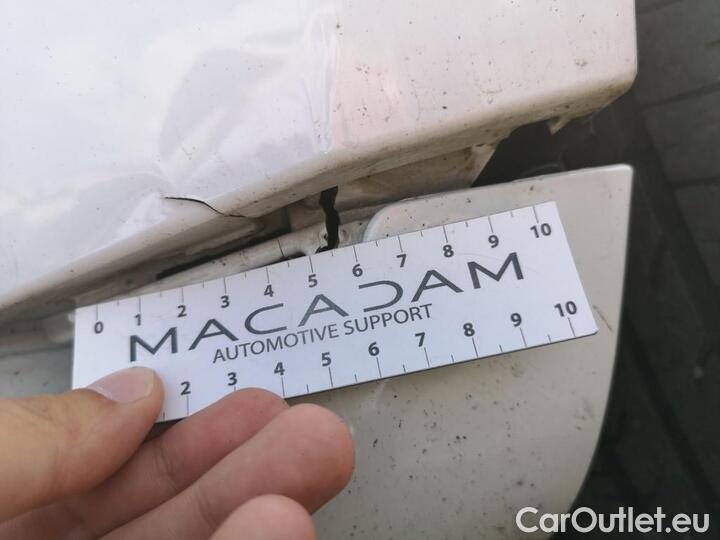 0 1 2 3 4 5 6 7 8 9 10
MACADAM
AUTOMOTIVE SUPPORT
2 3 4 5 6 7 8 9 10
CarOutlet.eu